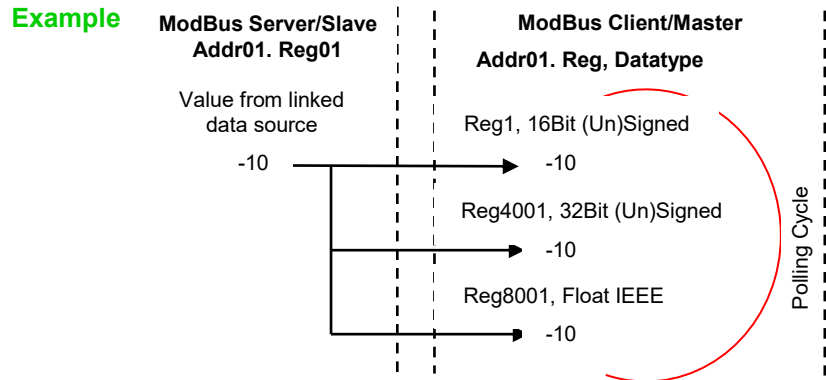 Example
ModBus Server/Slave
Addr01. Reg01
Value from linked
data source
-10
ModBus Client/Master
Addr01. Reg, Datatype
Reg1, 16Bit (Un)Signed
-10
Reg4001, 32Bit (Un)Signed
-10
Reg8001, Float IEEE
-10
Polling Cycle